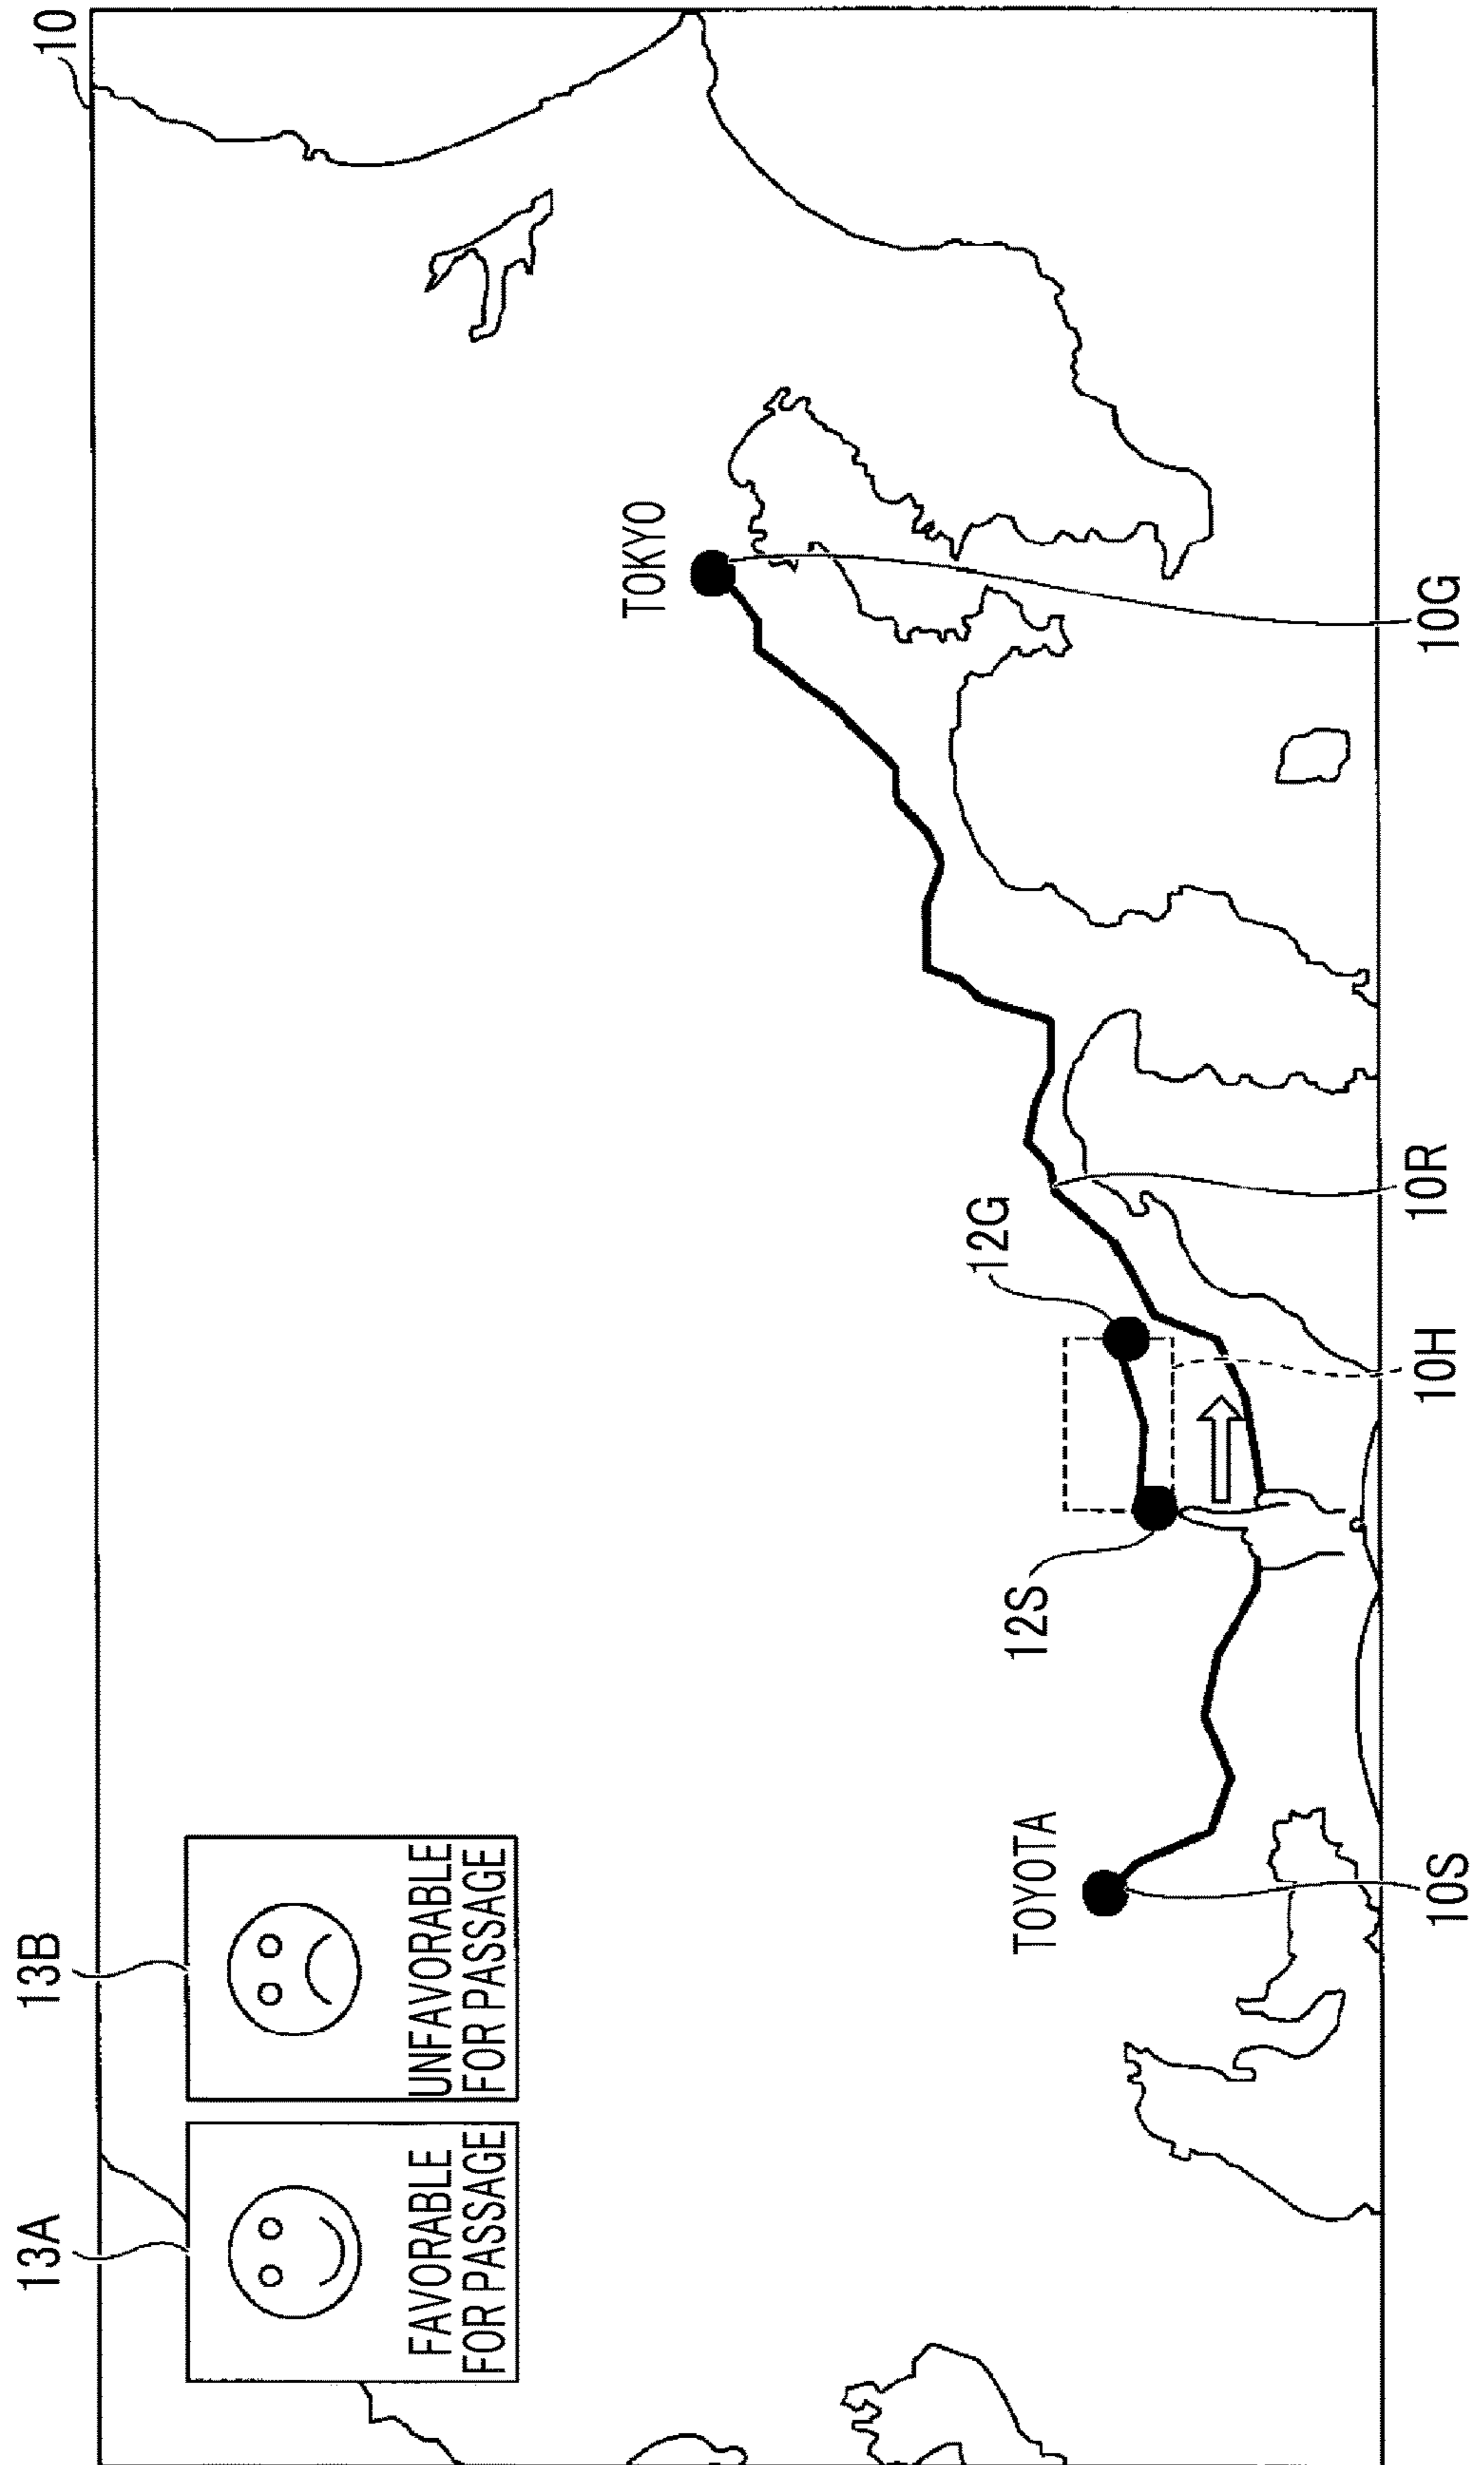 10
13A
13B
FAVORABLE
FOR PASSAGE
UNFAVORABLE
FOR PASSAGE
TOKYO
12G
12S
TOYOTA
10S
10H
10R
10G